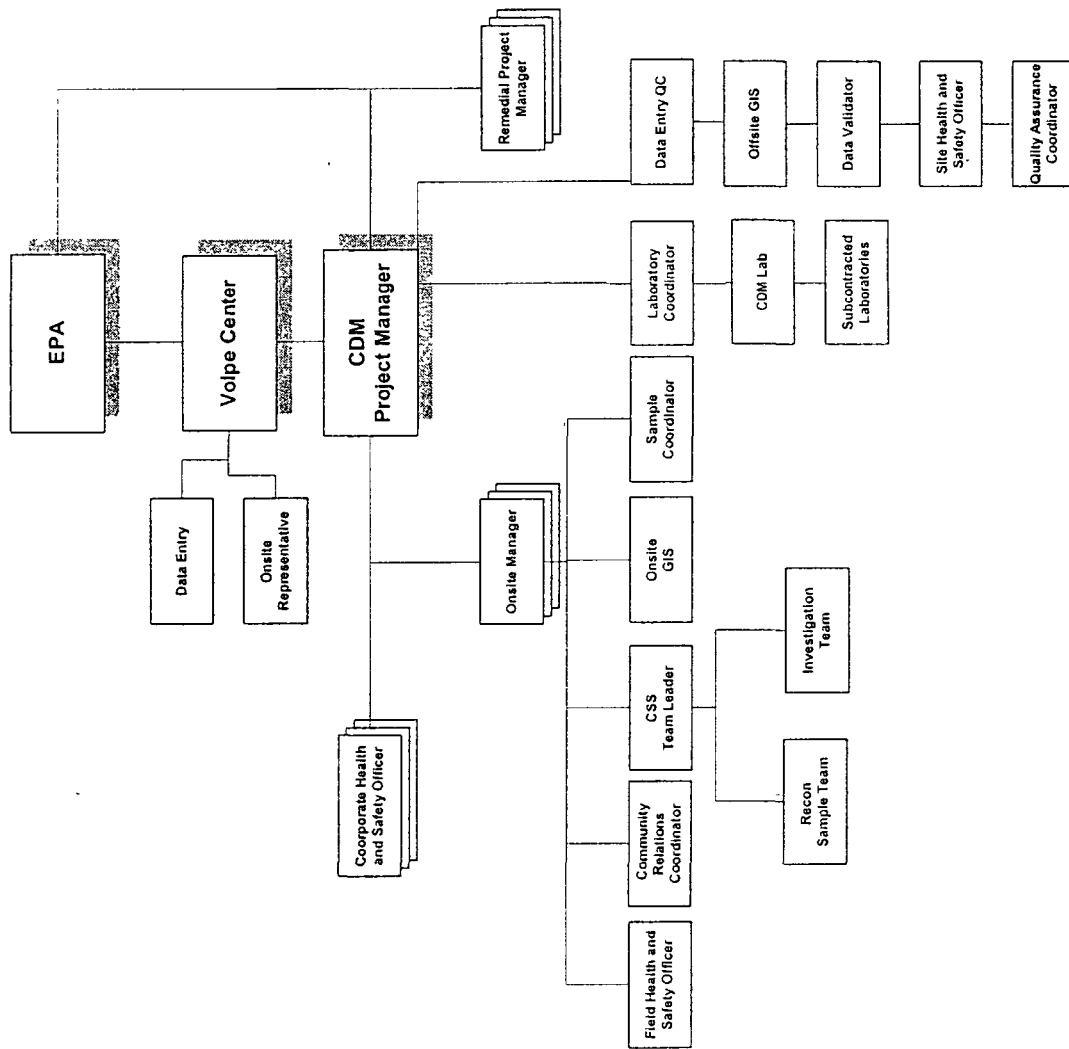 EPA
Volpe Center
Data Entry
Onsite
Representative
CDM
Project Manager
Remedial Project
Manager
Coorporate Health
and Safety Officer
Onsite Manager
Field Health and
Safety Officer
Community
Relations
Coordinator
CSS
Team Leader
Onsite
GIS
Sample
Coordinator
Laboratory
Coordinator
Data Entry QC
Recon
Sample Team
Investigation
Team
CDM Lab
Subcontracted
Laboratories
Offsite GIS
Data Validator
Site Health and
Safety Officer
Quality Assurance
Coordinator